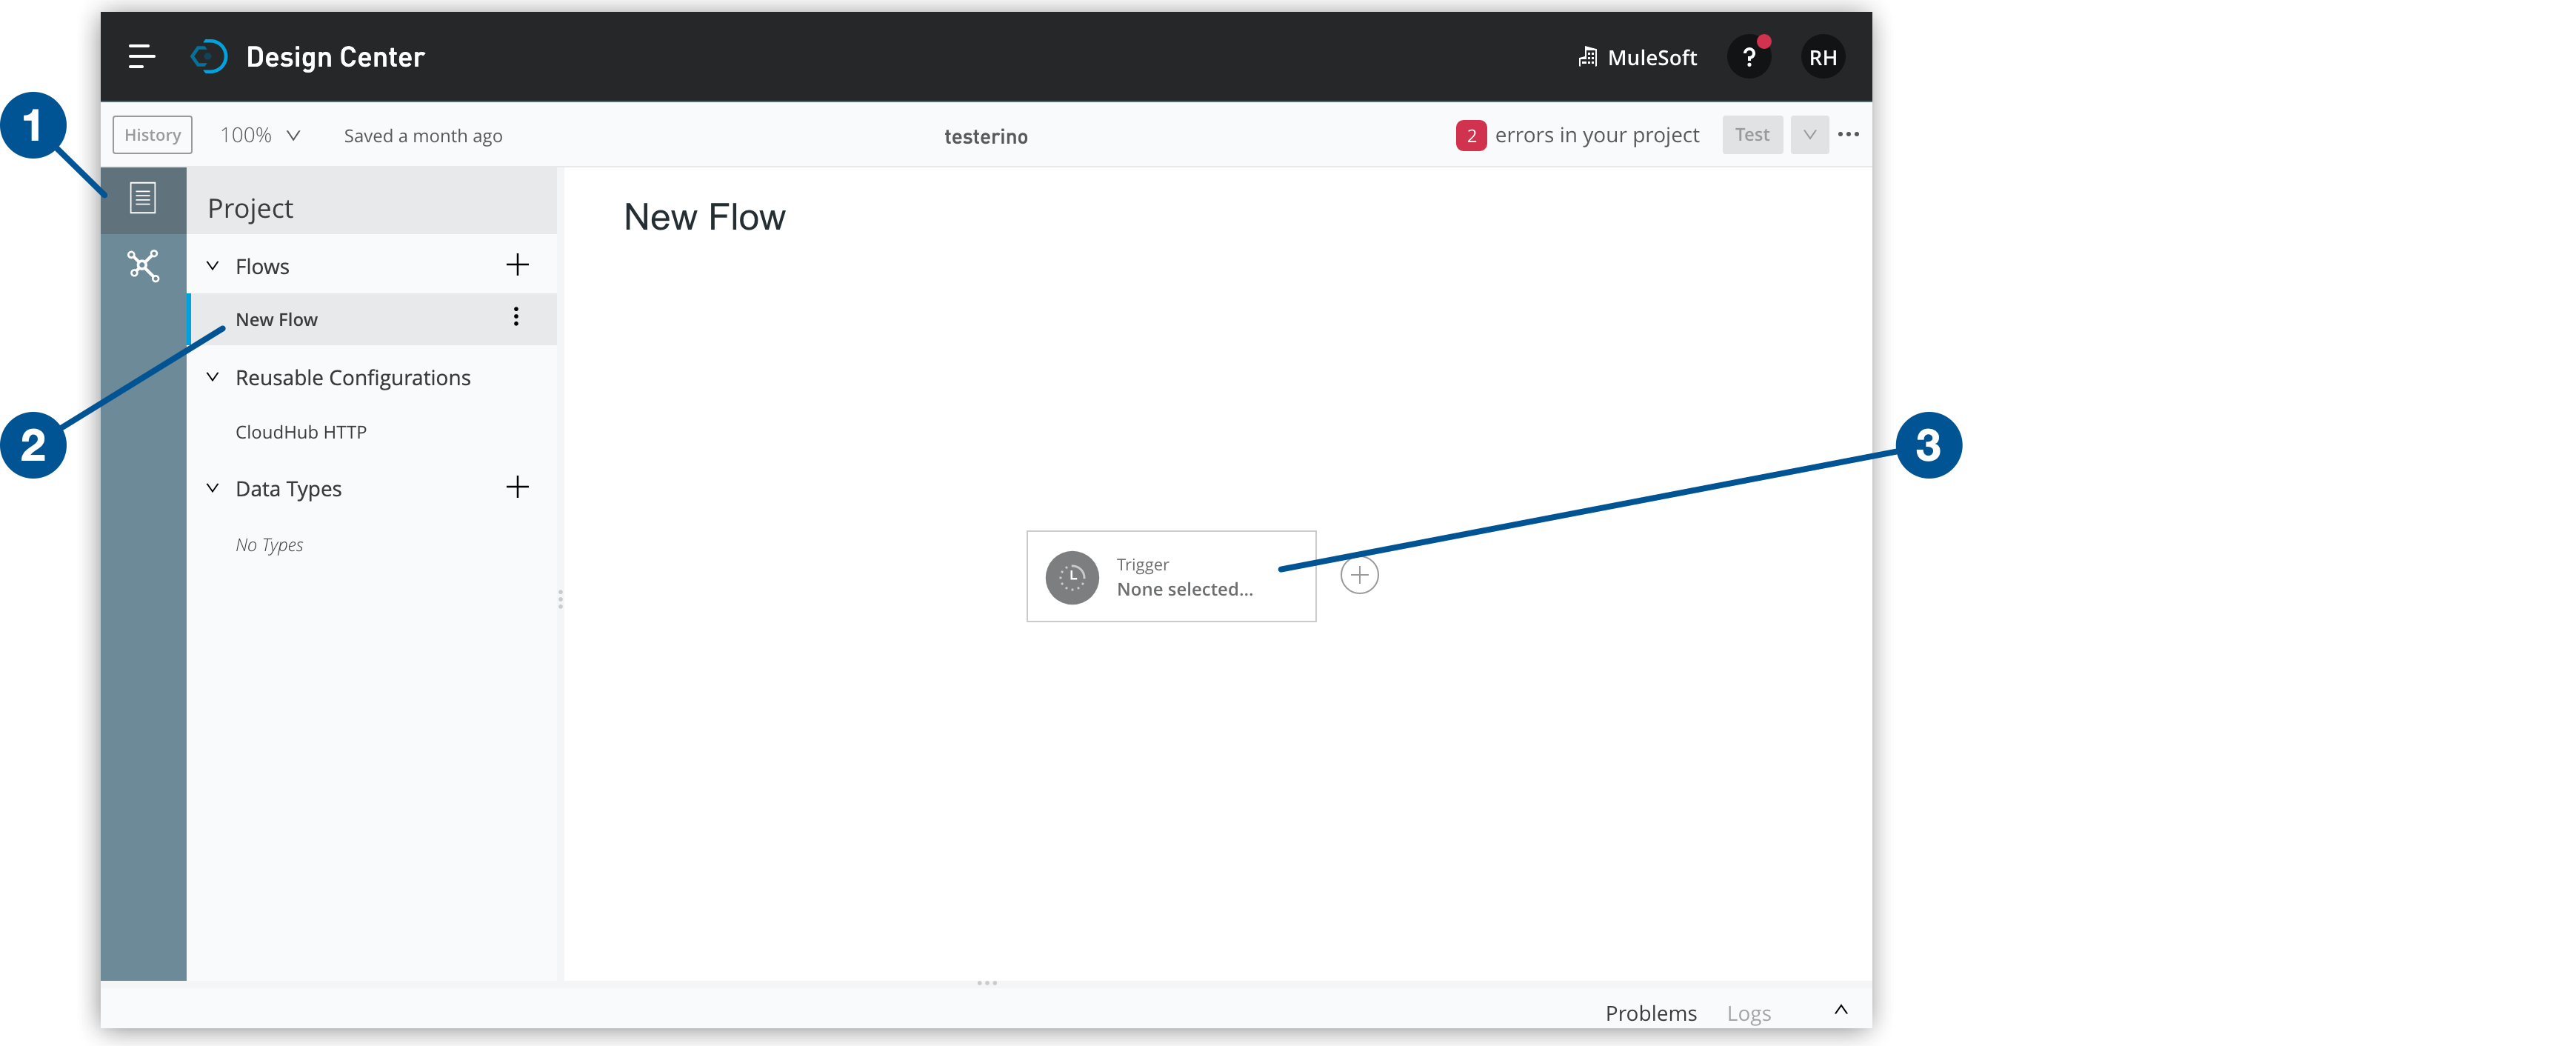 Design Center
MuleSoft
?
RH
1
History
100%
Saved a month ago
testerino
2 errors in your project
Test
Project
New Flow
Flows
New Flow
Reusable Configurations
2
3
CloudHub HTTP
Data Types
No Types
Trigger
None selected...
Problems
Logs